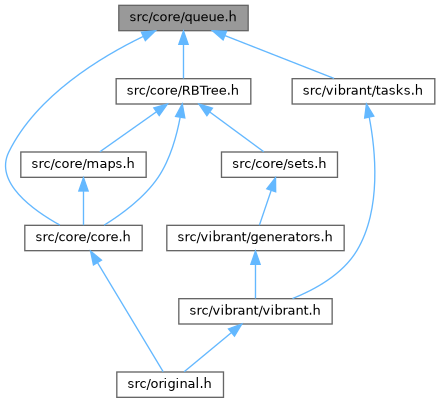 src/core/queue.h
src/core/RBTree.h
src/vibrant/tasks.h
src/core/maps.h
src/core/sets.h
src/core/core.h
src/vibrant/generators.h
src/vibrant/vibrant.h
src/original.h